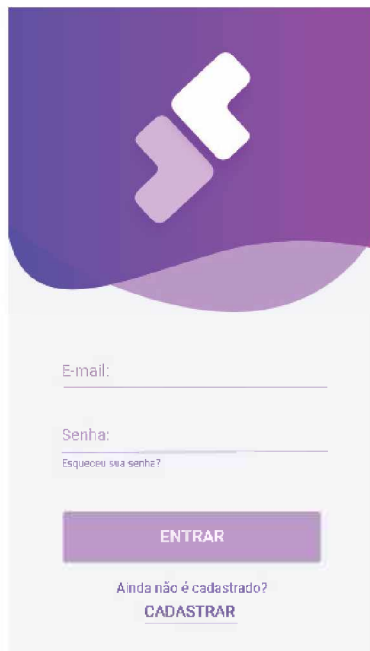 E-mail:
Senha:
Esqueceu sua senha?
ENTRAR
Ainda não é cadastrado?
CADASTRAR